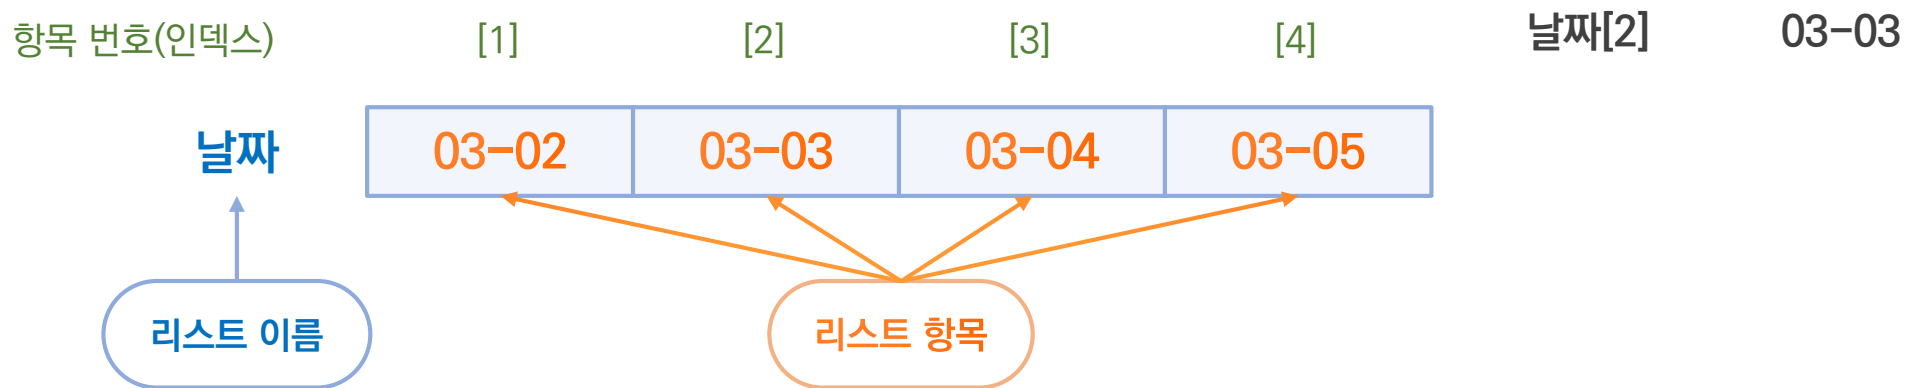 항목 번호(인덱스) [1] [2] [3] [4] 날짜[2] 03-03
날짜 03-02 03-03 03-04 03-05
리스트 이름 리스트 항목